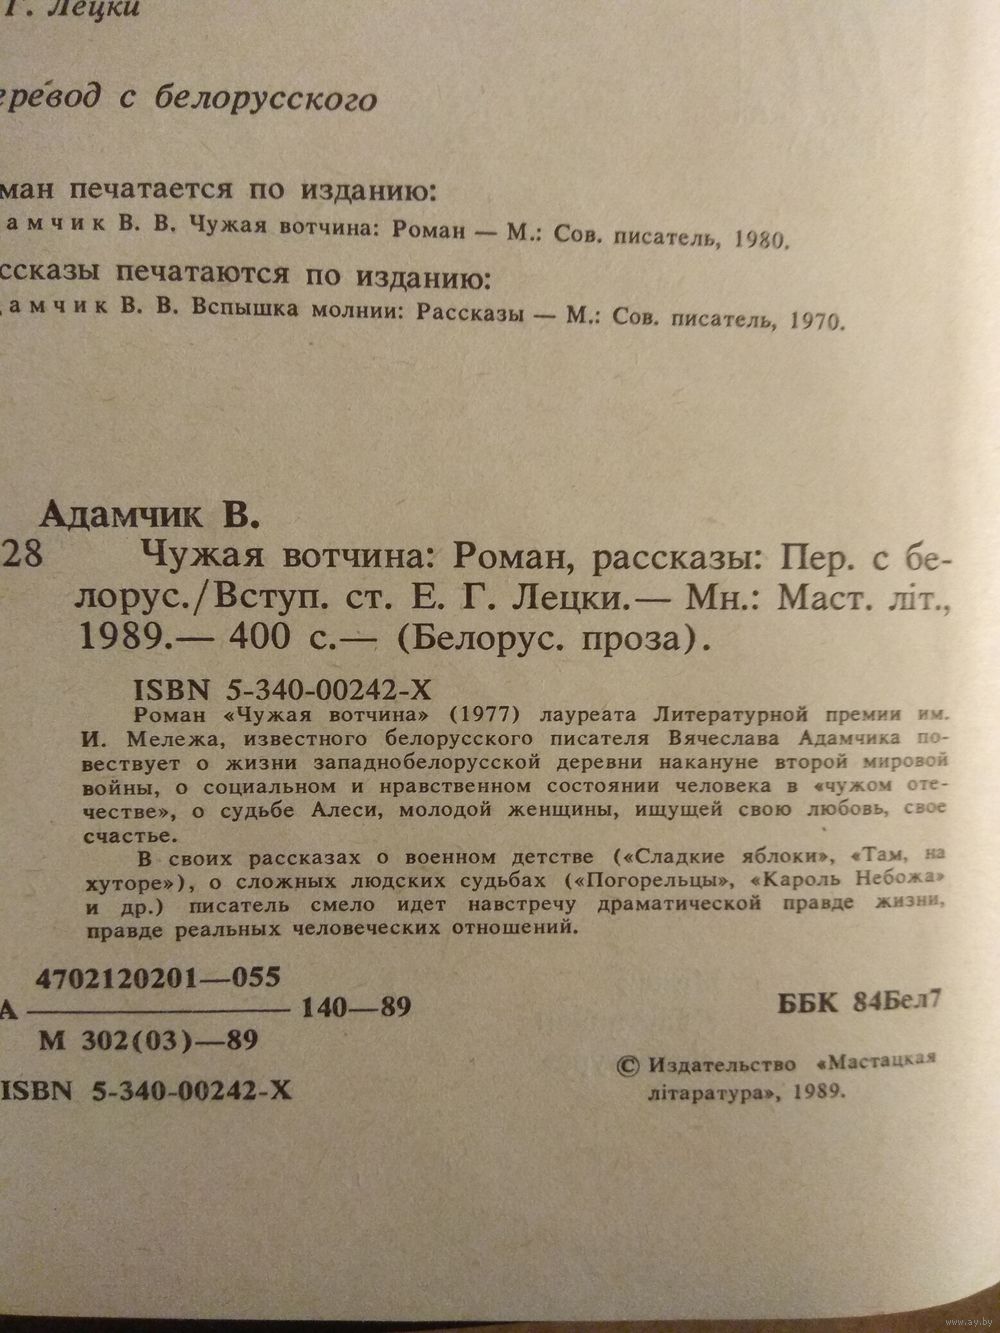 Г. Лецки
еревод с белорусского
ман печатается по изданию:
амчик В. В. Чужая вотчина: Роман — М.: Сов. писатель, 1980.
ссказы печатаются по изданию:
дамчик В. В. Вспышка молнии: Рассказы — М.: Сов. писатель, 1970.
Адамчик В.
28 Чужая вотчина: Роман, рассказы: Пер. с бе-
лорус./Вступ. ст. Е. Г. Лецки.— Мн.: Маст. літ.,
1989.— 400 с.— (Белорус. проза).
ISBN 5-340-00242-X
Роман «Чужая вотчина» (1977) лауреата Литературной премии им.
И. Мележа, известного белорусского писателя Вячеслава Адамчика по-
вествует о жизни западнобелорусской деревни накануне второй мировой
войны, о социальном и нравственном состоянии человека в «чужом оте-
честве», о судьбе Алеси, молодой женщины, ищущей свою любовь, свое
счастье.
В своих рассказах о военном детстве («Сладкие яблоки», «Там, на
хуторе»), о сложных людских судьбах («Погорельцы», «Кароль Небожа»
и др.) писатель смело идет навстречу драматической правде жизни,
правде реальных человеческих отношений.
4702120201—055
А ———— 140—89
М 302(03)—89
ББК 84Бел7
ISBN 5-340-00242-X
© Издательство «Мастацкая
літаратура», 1989.
www.ay.by